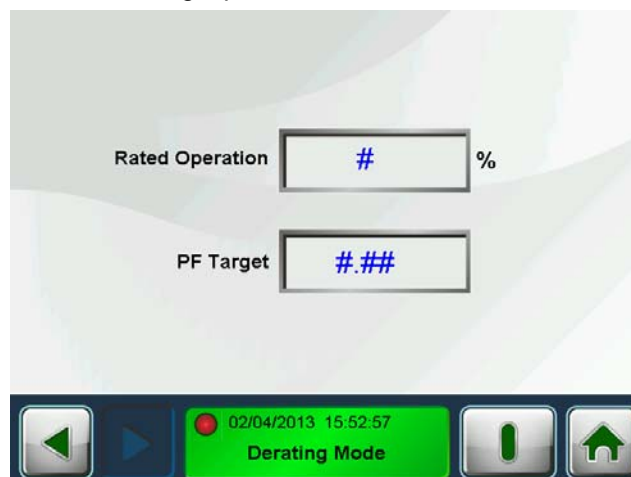 Rated Operation # %
PF Target #.##
02/04/2013 15:52:57
Derating Mode